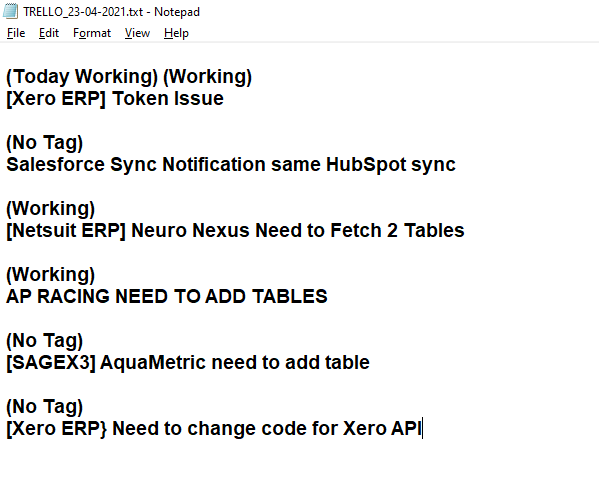 TRELLO_23-04-2021.txt - Notepad
File Edit Format View Help
(Today Working) (Working)
[Xero ERP] Token Issue
(No Tag)
Salesforce Sync Notification same HubSpot sync
(Working)
[Netsuit ERP] Neuro Nexus Need to Fetch 2 Tables
(Working)
AP RACING NEED TO ADD TABLES
(No Tag)
[SAGEX3] AquaMetric need to add table
(No Tag)
[Xero ERP} Need to change code for Xero API